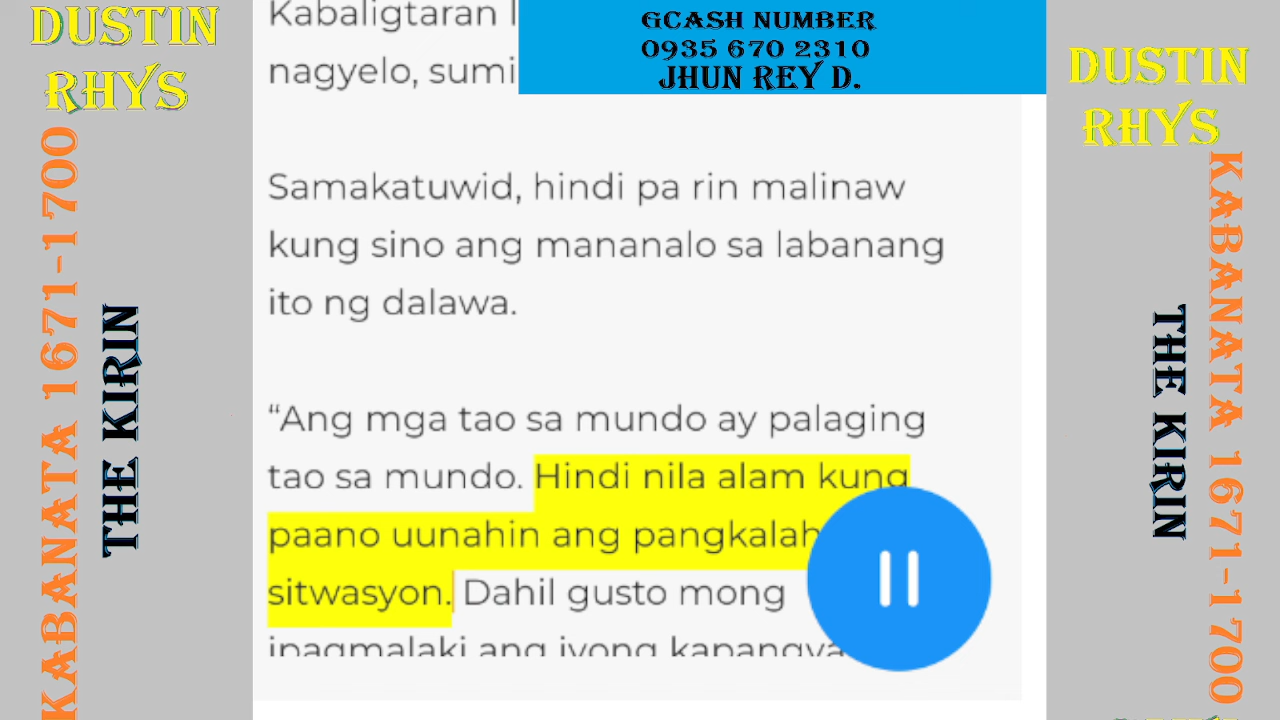 DUSTIN
RHYS
KABANATA 1671-1700
THE KIRIN
GCASH NUMBER
0935 670 2310
JHUN REY D.
Kabaligtaran
nagyelo,
Samakatuwid, hindi pa rin malinaw
kung sino ang mananalo sa labanang
ito ng dalawa.
“Ang mga tao sa mundo ay palaging
tao sa mundo. Hindi nila alam kung
paano uunahin ang
sitwasyon. Dahil gusto mong
ipagmalaki ang iyong
DUSTIN
RHYS
KABANATA 1671-1700
THE KIRIN